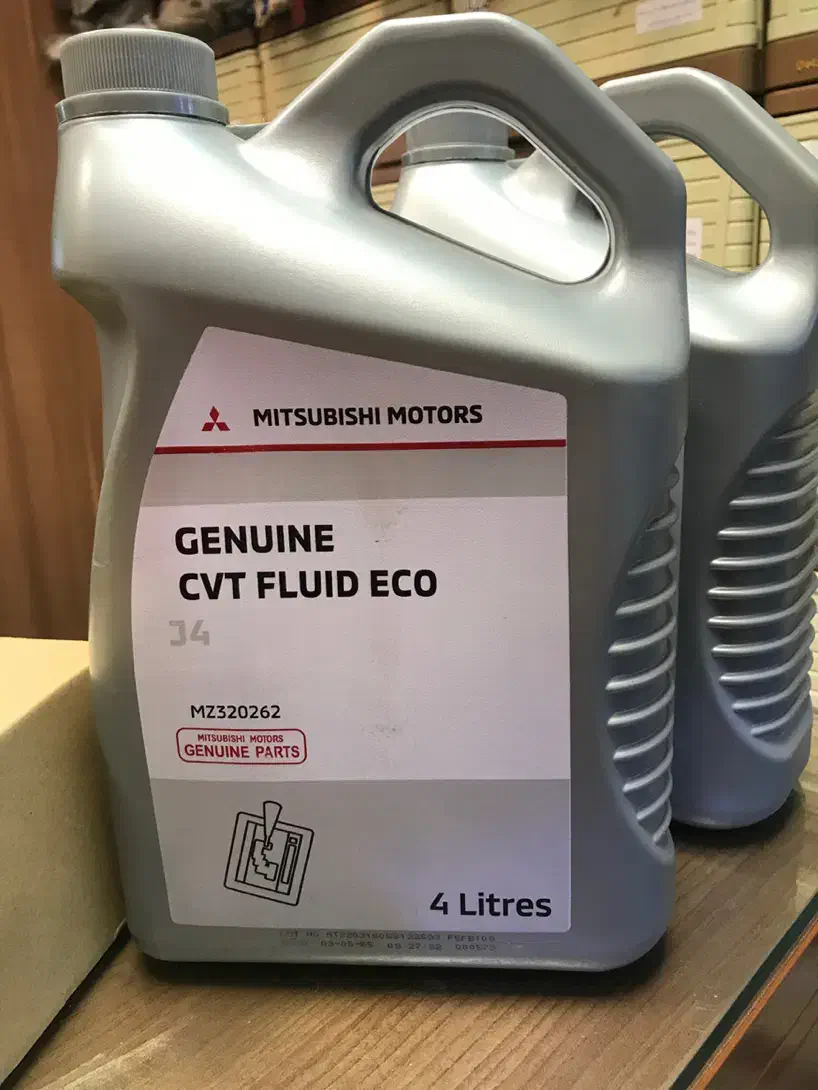 MITSUBISHI MOTORS
GENUINE
CVT FLUID ECO
J4
MZ320262
MITSUBISHI MOTORS
GENUINE PARTS
4 Litres